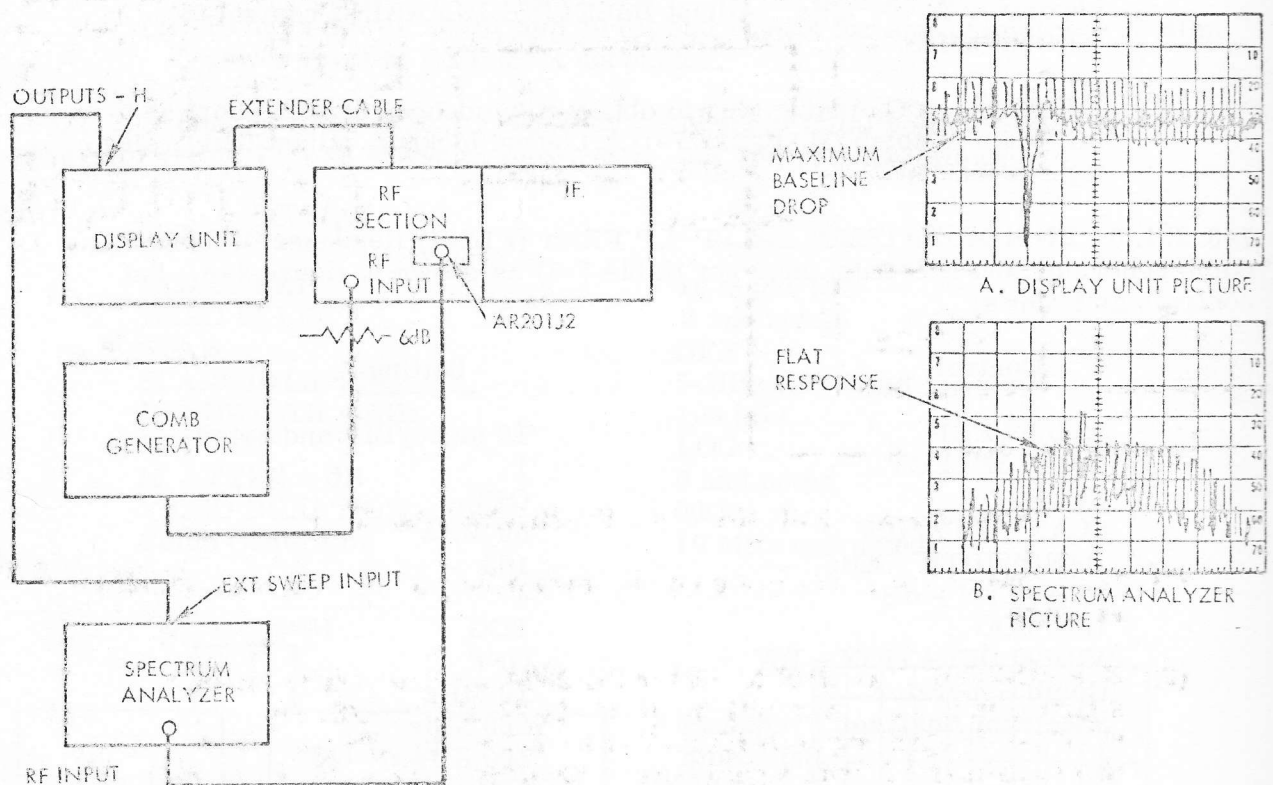 OUTPUTS - H
EXTENDER CABLE
DISPLAY UNIT
RF
SECTION
IF
RF
INPUT
AR201J2
6dB
COMB
GENERATOR
EXT SWEEP INPUT
SPECTRUM
ANALYZER
RF INPUT
MAXIMUM
BASELINE
DROP
A. DISPLAY UNIT PICTURE
FLAT
RESPONSE
B. SPECTRUM ANALYZER
PICTURE